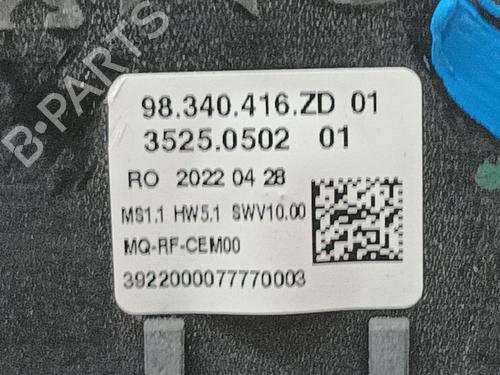 B-PARTS
98.340.416.ZD 01
3525.0502 01
RO 2022 04 28
MS1.1 HW5.1 SWV10.00
MQ-RF-CEM00
3922000077770003